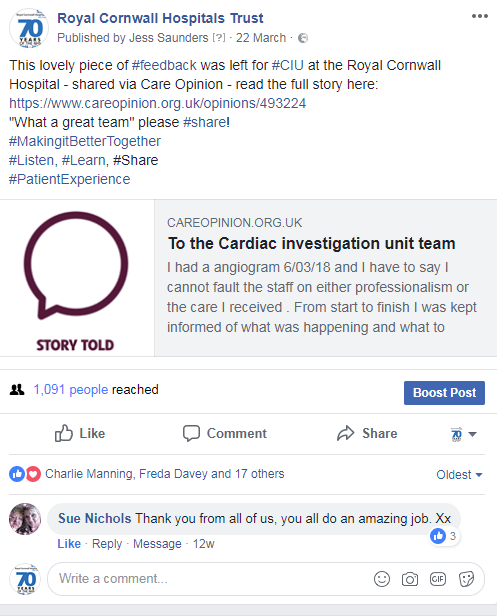 Royal Cornwall Hospitals Trust
Published by Jess Saunders [?] · 22 March ·
This lovely piece of #feedback was left for #CIU at the Royal Cornwall
Hospital - shared via Care Opinion - read the full story here:
https://www.careopinion.org.uk/opinions/493224
"What a great team" please #share!
#MakingitBetterTogether
#Listen, #Learn, #Share
#PatientExperience
STORY TOLD
CAREOPINION.ORG.UK
To the Cardiac investigation unit team
I had a angiogram 6/03/18 and I have to say I
cannot fault the staff on either professionalism or
the care I received . From start to finish I was kept
informed of what was happening and what to
1,091 people reached
Boost Post
Like Comment Share
70
Charlie Manning, Freda Davey and 17 others
Oldest
Sue Nichols Thank you from all of us, you all do an amazing job. Xx
3
Like · Reply · Message · 12w
70
YEARS
Write a comment...
GIF
70
YEARS